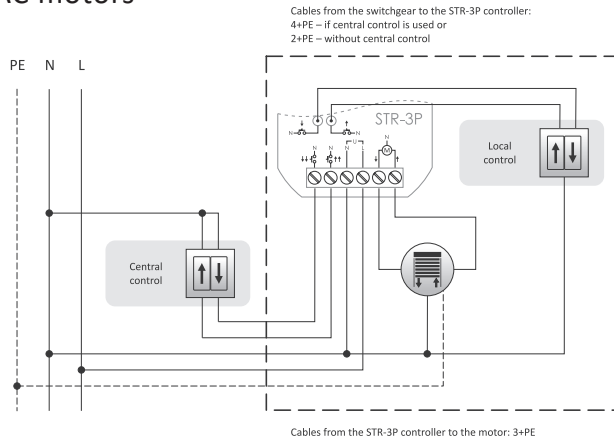 AC motors
Cables from the switchgear to the STR-3P controller:
4+PE – if central control is used or
2+PE – without central control
PE N L
STR-3P
N N
N N N U L N
M
Local
control
Central
control
Cables from the STR-3P controller to the motor: 3+PE